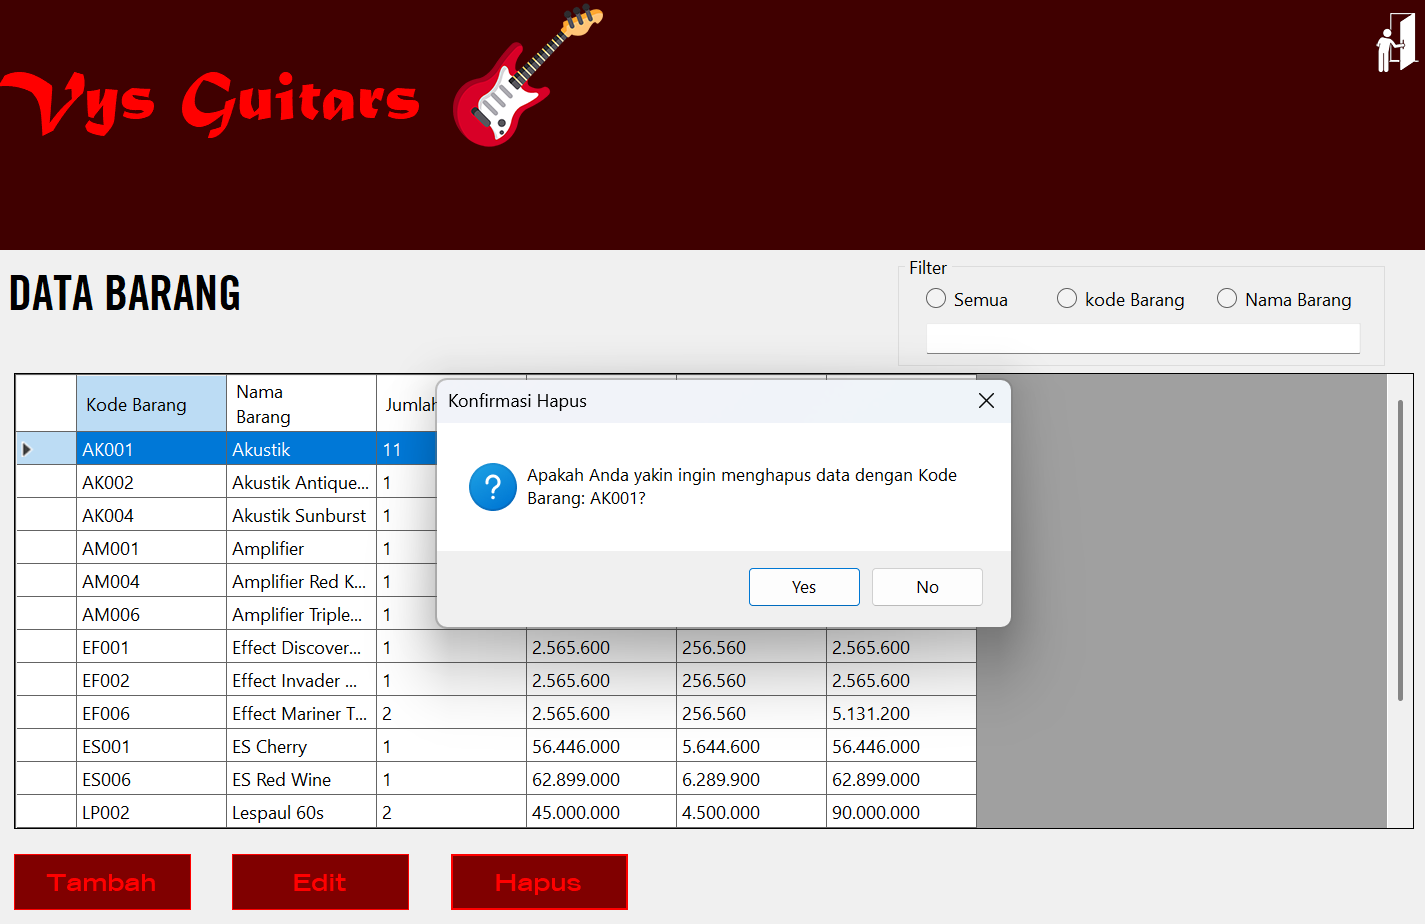 Vys Guitars
DATA BARANG
Filter
Semua kode Barang Nama Barang
Kode Barang Nama Barang
AK001 Akustik 11
AK002 Akustik Antique... 1
AK004 Akustik Sunburst 1
AM001 Amplifier 1
AM004 Amplifier Red K... 1
AM006 Amplifier Triple... 1
EF001 Effect Discover... 1 2.565.600 256.560 2.565.600
EF002 Effect Invader ... 1 2.565.600 256.560 2.565.600
EF006 Effect Mariner T... 2 2.565.600 256.560 5.131.200
ES001 ES Cherry 1 56.446.000 5.644.600 56.446.000
ES006 ES Red Wine 1 62.899.000 6.289.900 62.899.000
LP002 Lespaul 60s 2 45.000.000 4.500.000 90.000.000
Konfirmasi Hapus
Apakah Anda yakin ingin menghapus data dengan Kode
Barang: AK001?
Yes No
Tambah Edit Hapus